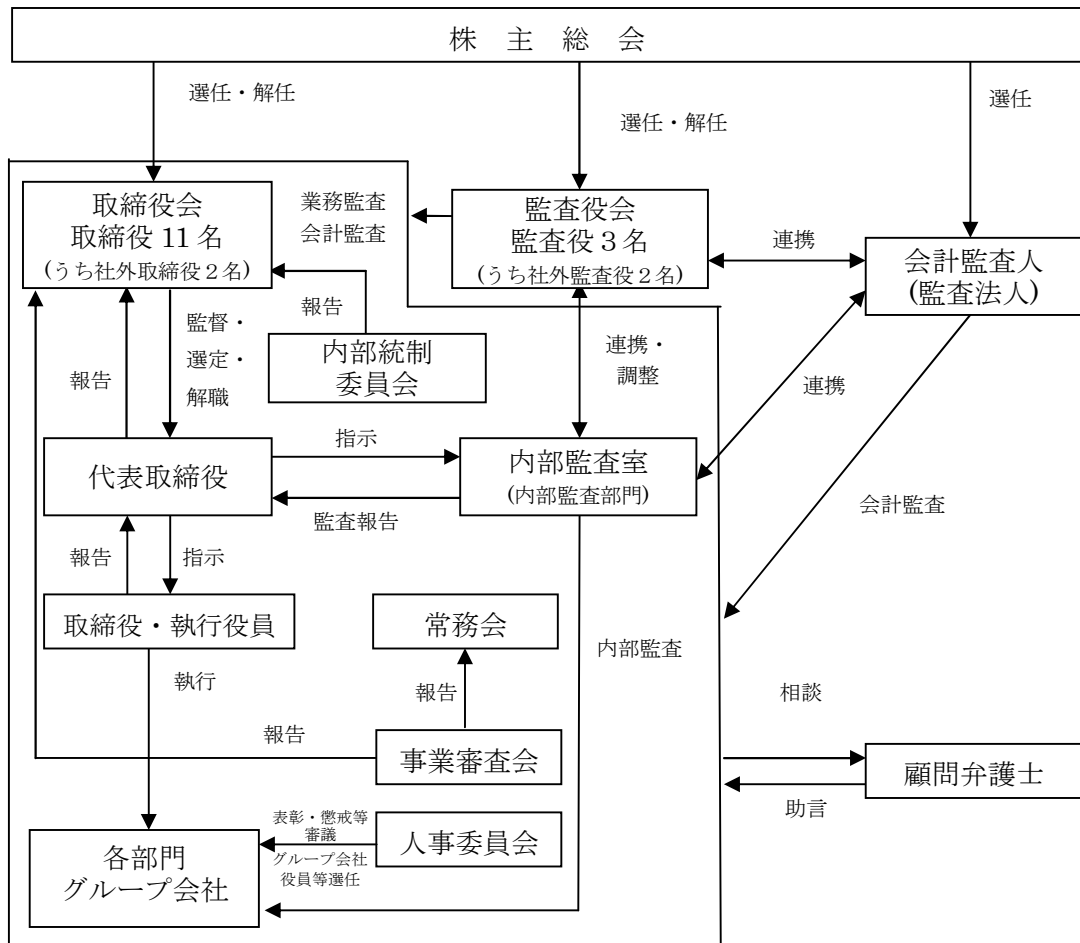 株 主 総 会
選任・解任
選任・解任
選任
取締役会
取締役 11 名
(うち社外取締役２名)
業務監査
会計監査
監査役会
監査役３名
(うち社外監査役２名)
連携
会計監査人
(監査法人)
報告
監督・
選定・
解職
報告
内部統制
委員会
連携・
調整
連携
代表取締役
指示
監査報告
内部監査室
(内部監査部門)
会計監査
報告
指示
取締役・執行役員
常務会
内部監査
執行
報告
相談
報告
事業審査会
顧問弁護士
助言
表彰・懲戒等
審議
グループ会社
役員等選任
人事委員会
各部門
グループ会社